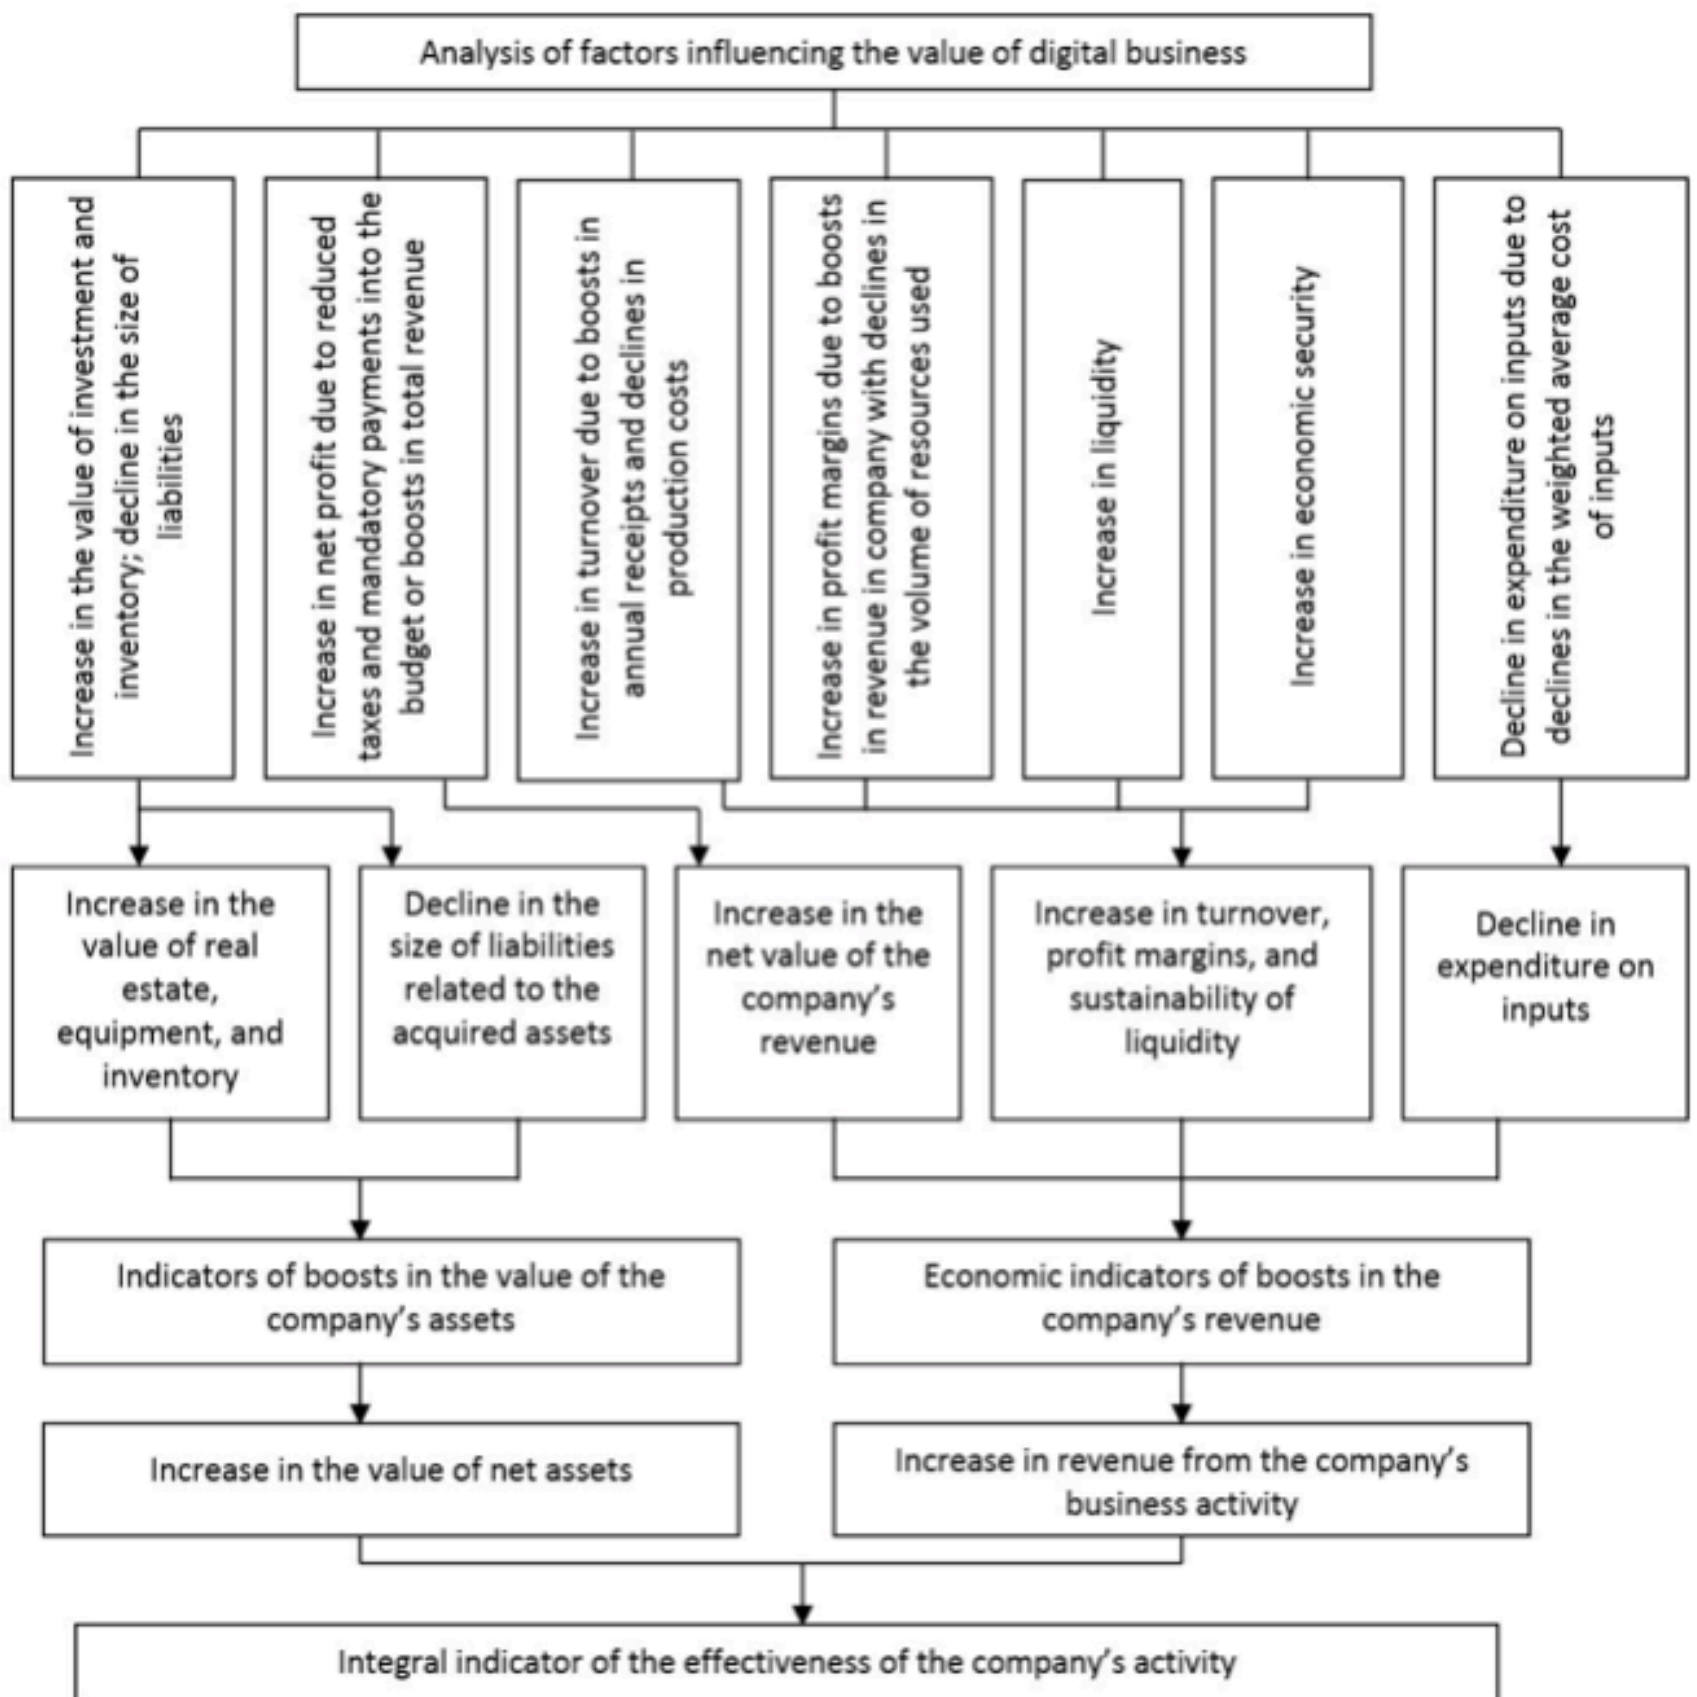 Analysis of factors influencing the value of digital business
Increase in the value of investment and
inventory; decline in the size of
liabilities
Increase in net profit due to reduced
taxes and mandatory payments into the
budget or boosts in total revenue
Increase in turnover due to boosts in
annual receipts and declines in
production costs
Increase in profit margins due to boosts
in revenue in company with declines in
the volume of resources used
Increase in liquidity
Increase in economic security
Decline in expenditure on inputs due to
declines in the weighted average cost
of inputs
Increase in the
value of real
estate,
equipment, and
inventory
Decline in the
size of liabilities
related to the
acquired assets
Increase in the
net value of the
company’s
revenue
Increase in turnover,
profit margins, and
sustainability of
liquidity
Decline in
expenditure on
inputs
Indicators of boosts in the value of the
company’s assets
Economic indicators of boosts in the
company’s revenue
Increase in the value of net assets
Increase in revenue from the company’s
business activity
Integral indicator of the effectiveness of the company’s activity